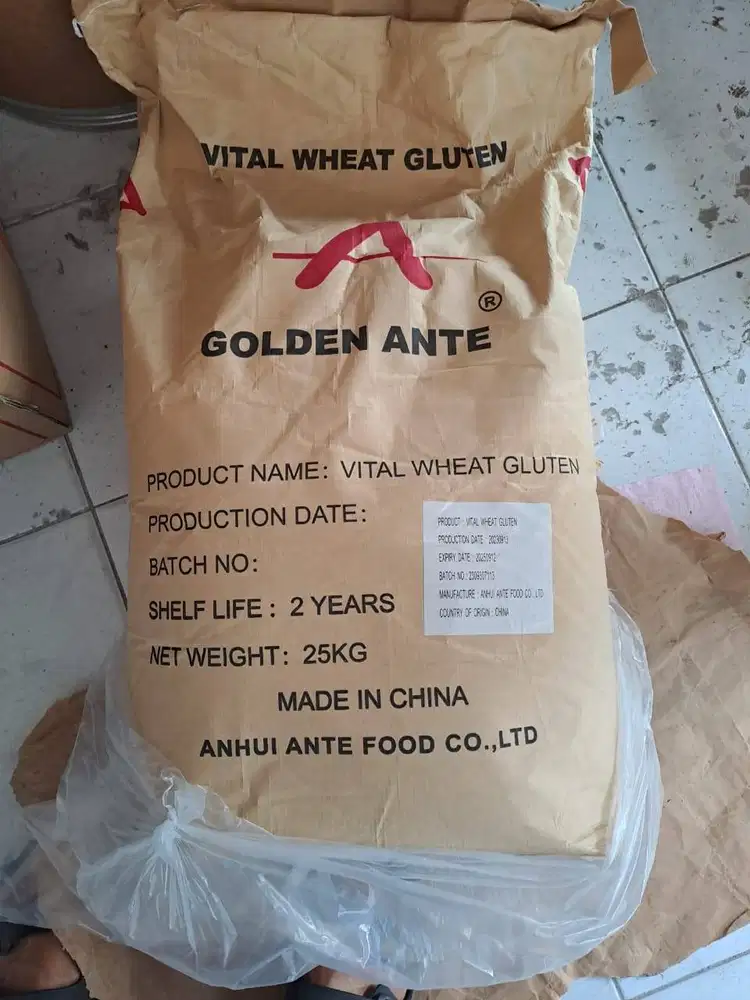 VITAL WHEAT GLUTEN
®
GOLDEN ANTE
PRODUCT NAME: VITAL WHEAT GLUTEN
PRODUCTION DATE:
BATCH NO:
SHELF LIFE: 2 YEARS
NET WEIGHT: 25KG
PRODUCT : VITAL WHEAT GLUTEN
PRODUCTION DATE : 20230913
EXPIRY DATE : 20250912
BATCH NO :
MANUFACTURE : ANHUI ANTE FOOD CO., LTD
COUNTRY OF ORIGIN : CHINA
MADE IN CHINA
ANHUI ANTE FOOD CO.,LTD